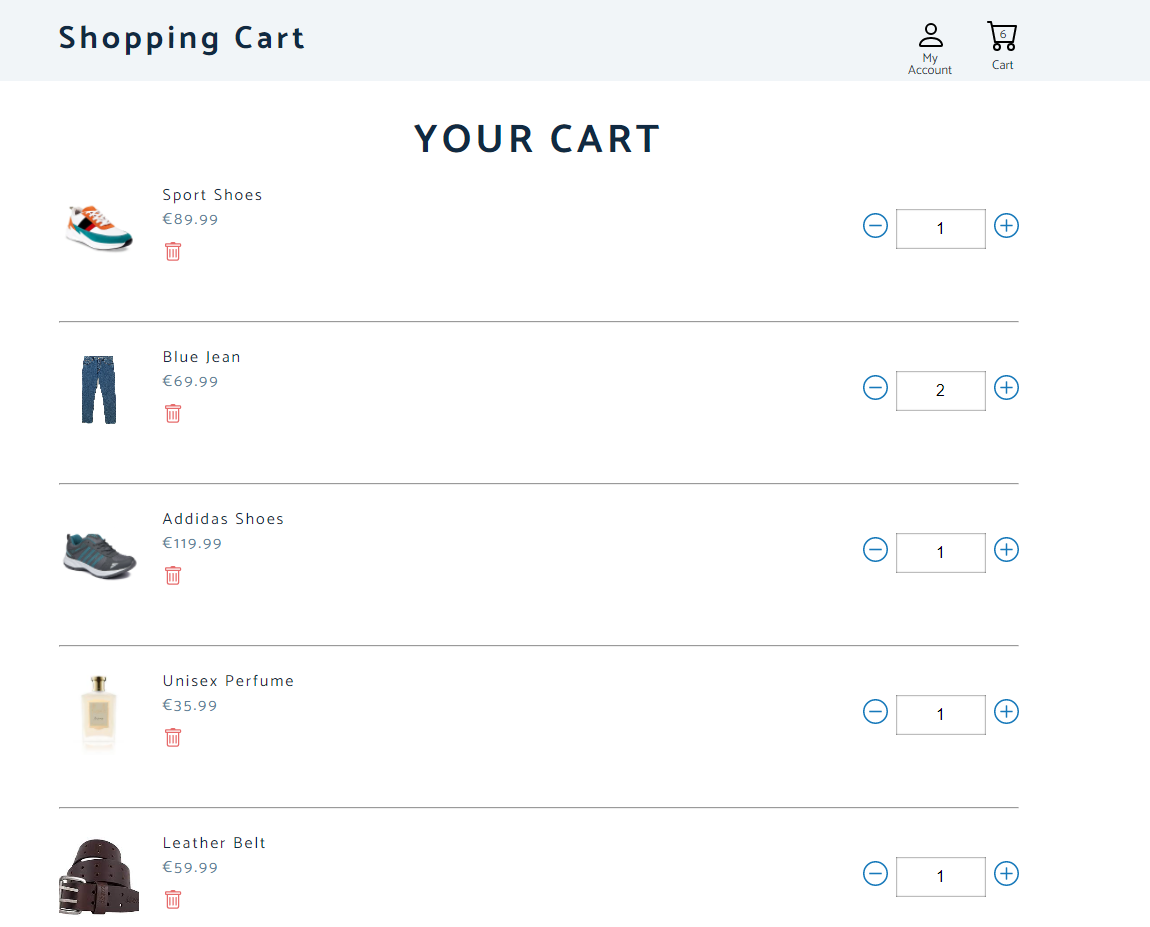 Shopping Cart
6
My
Account
Cart
YOUR CART
Sport Shoes
€89.99
1
Blue Jean
€69.99
2
Addidas Shoes
€119.99
1
Unisex Perfume
€35.99
1
Leather Belt
€59.99
1